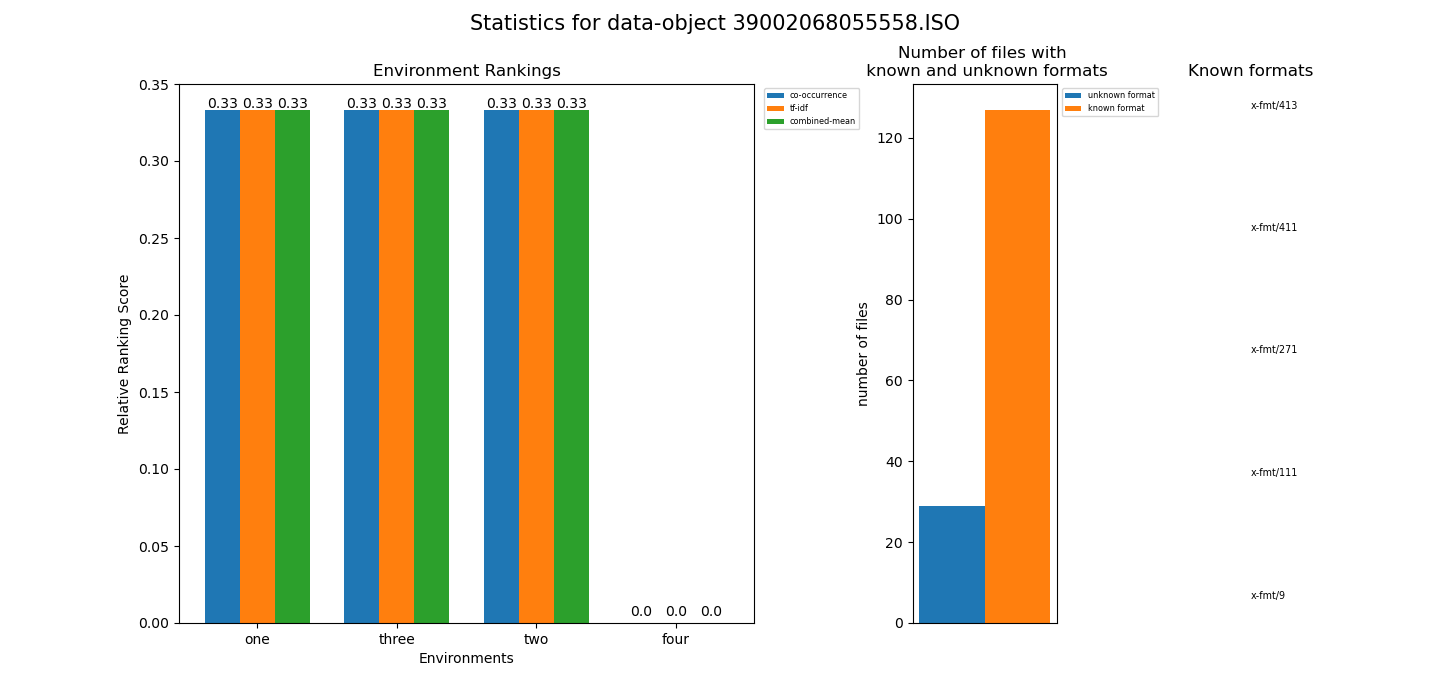 Statistics for data-object 39002068055558.ISO
Environment Rankings
0.35
0.30
0.25
0.20
0.15
0.10
0.05
0.00
Relative Ranking Score
0.33 0.33 0.33
0.33 0.33 0.33
0.33 0.33 0.33
0.0 0.0 0.0
one
three
two
four
Environments
co-occurrence
tf-idf
combined-mean
Number of files with
known and unknown formats
120
100
80
60
40
20
0
number of files
unknown format
known format
Known formats
x-fmt/413
x-fmt/411
x-fmt/271
x-fmt/111
x-fmt/9